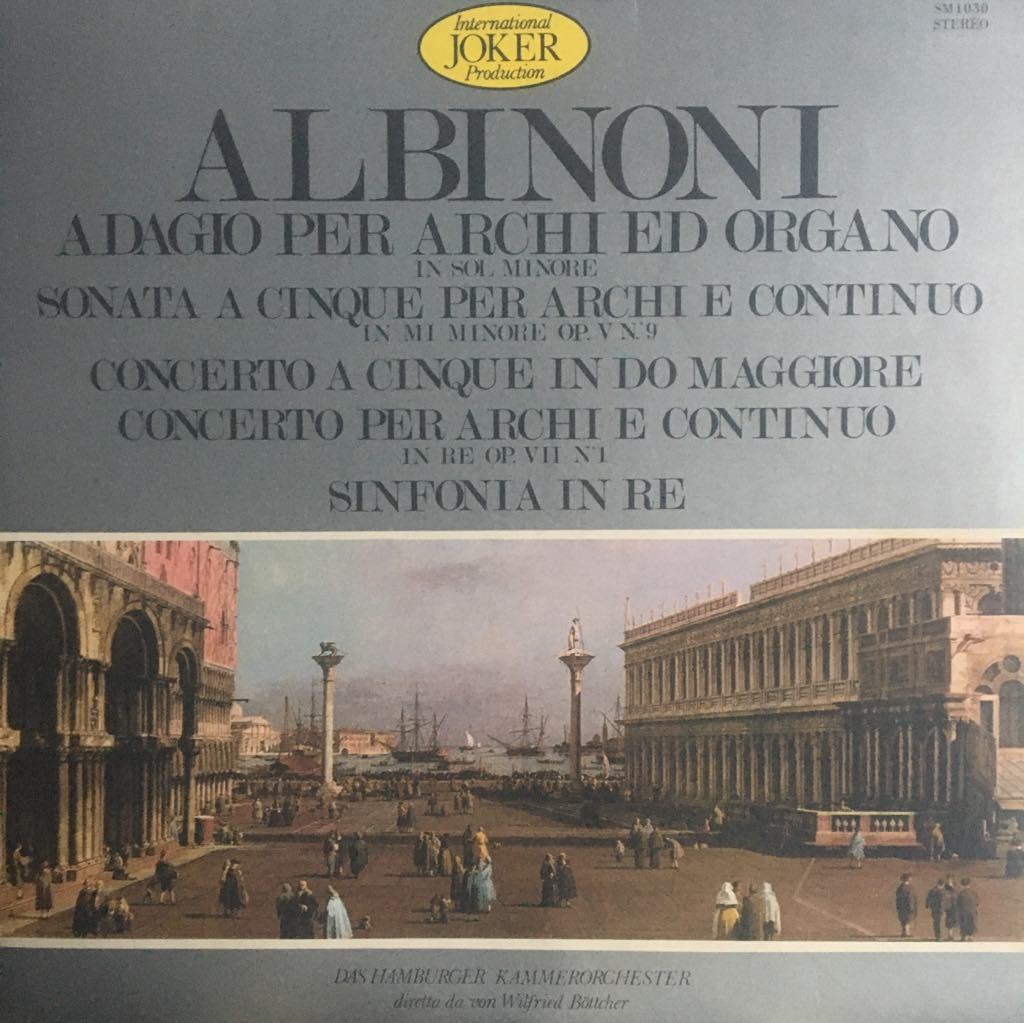 International
JOKER
Production
SM 1030
STEREO
ALBINONI
ADAGIO PER ARCHI ED ORGANO
IN SOL MINORE
SONATA A CINQUE PER ARCHI E CONTINUO
IN MI MINORE OP. V N.º9
CONCERTO A CINQUE IN DO MAGGIORE
CONCERTO PER ARCHI E CONTINUO
IN RE OP. VII Nº1
SINFONIA IN RE
DAS HAMBURGER KAMMERORCHESTER
diretta da von Wilfried Böttcher